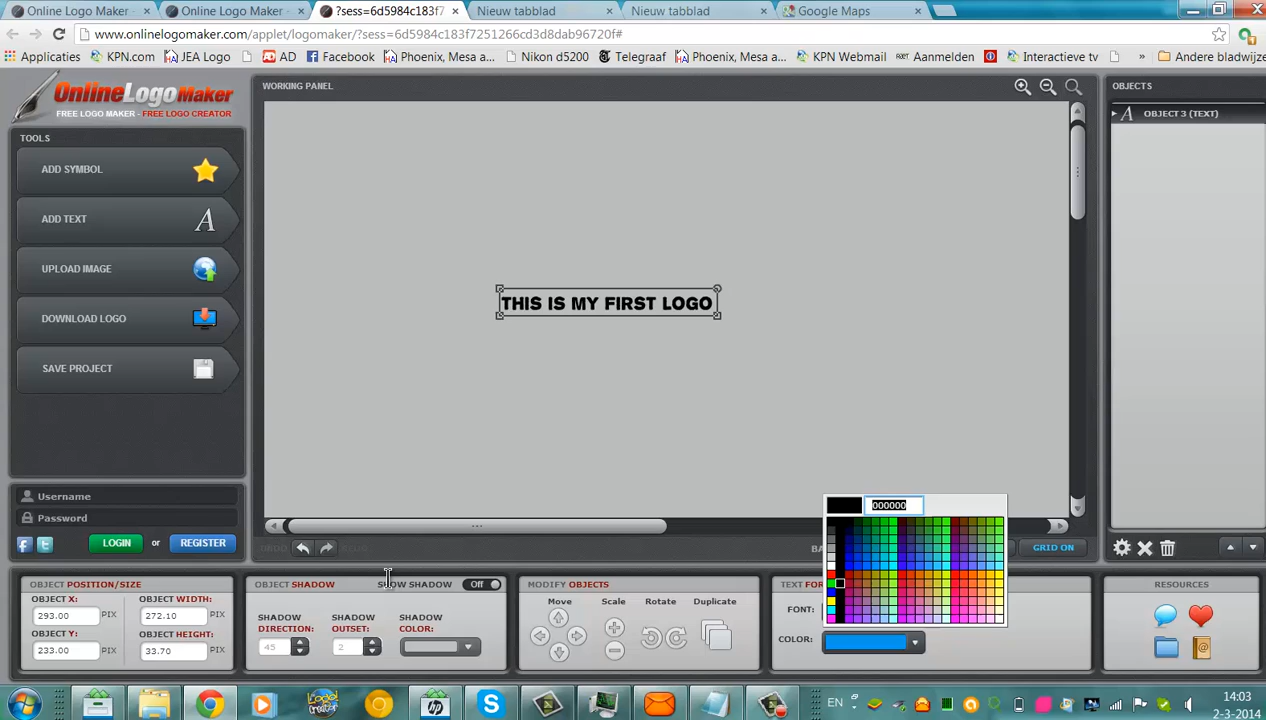 Online Logo Maker -
Online Logo Maker -
?sess=6d5984c183f7
Nieuw tabblad
Nieuw tabblad
Google Maps
www.onlinelogomaker.com/applet/logomaker/?sess=6d5984c183f7251266cd3d8dab96720f#
Applicaties
KPN.com
JEA Logo
AD
Facebook
Phoenix, Mesa a...
Nikon d5200
Telegraaf
Phoenix, Mesa a...
KPN Webmail
Aanmelden
Interactieve tv
Andere bladwijze
OnlineLogoMaker
FREE LOGO MAKER - FREE LOGO CREATOR
TOOLS
ADD SYMBOL
ADD TEXT
UPLOAD IMAGE
DOWNLOAD LOGO
SAVE PROJECT
Username
Password
LOGIN or REGISTER
WORKING PANEL
THIS IS MY FIRST LOGO
OBJECTS
OBJECT 3 (TEXT)
000000
UNDO
BA
GRID ON
OBJECT POSITION/SIZE
OBJECT X:
293.00 PIX
OBJECT WIDTH:
272.10 PIX
OBJECT Y:
233.00 PIX
OBJECT HEIGHT:
33.70 PIX
OBJECT SHADOW
SHOW SHADOW Off
SHADOW DIRECTION:
45
SHADOW OUTSET:
2
SHADOW COLOR:
MODIFY OBJECTS
Move Scale Rotate Duplicate
TEXT FOR
FONT:
COLOR:
RESOURCES
EN
14:03
2-3-2014